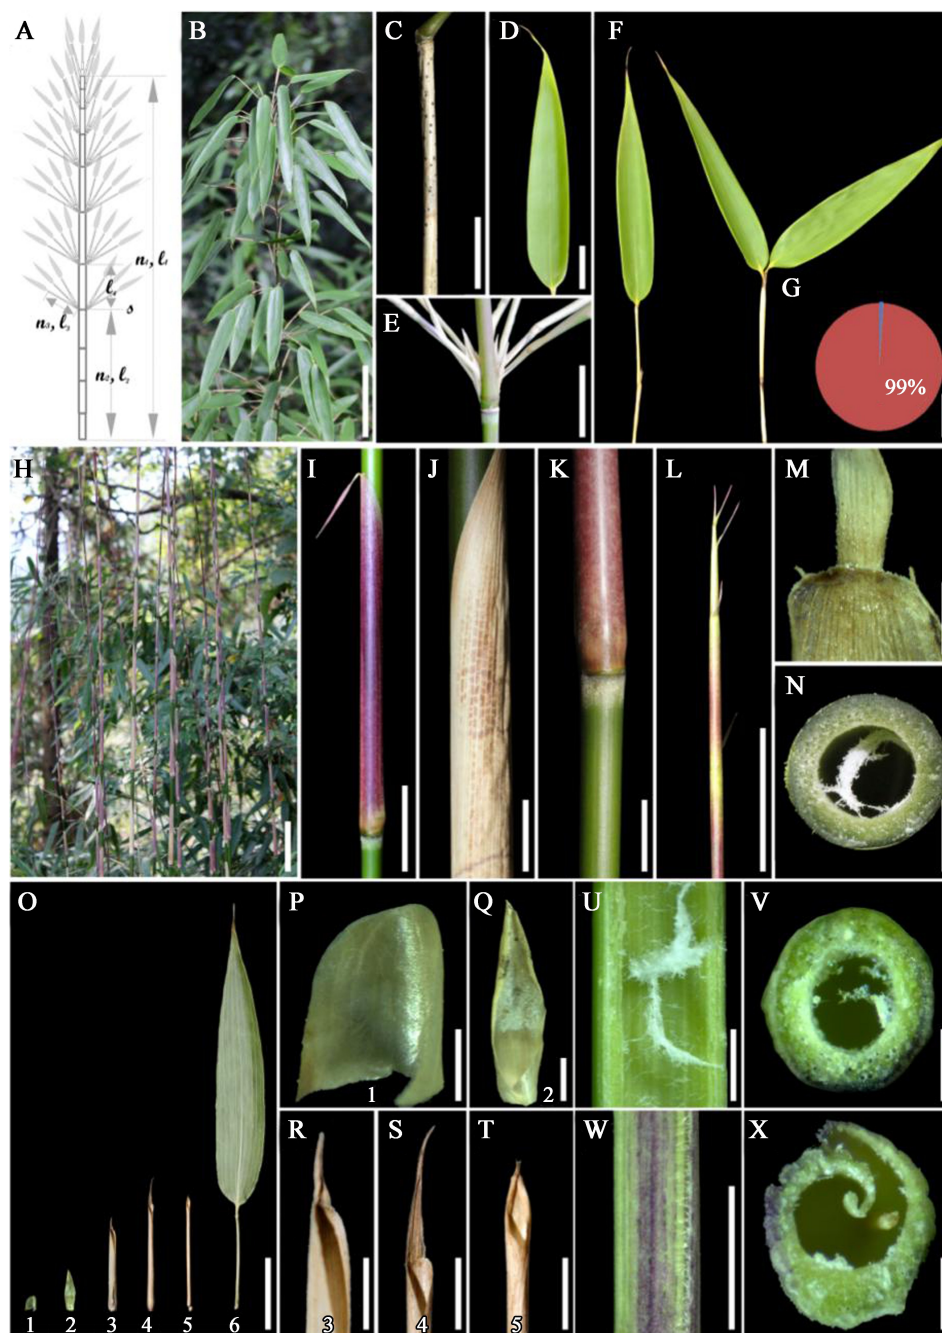 A
B
C
D
E
F
G
99%
n₁, l₁
l₄
s
n₃, l₃
n₂, l₂
H
I
J
K
L
M
N
O
P
Q
U
V
1
2
R
S
T
W
X
1
2
3
4
5
6
3
4
5